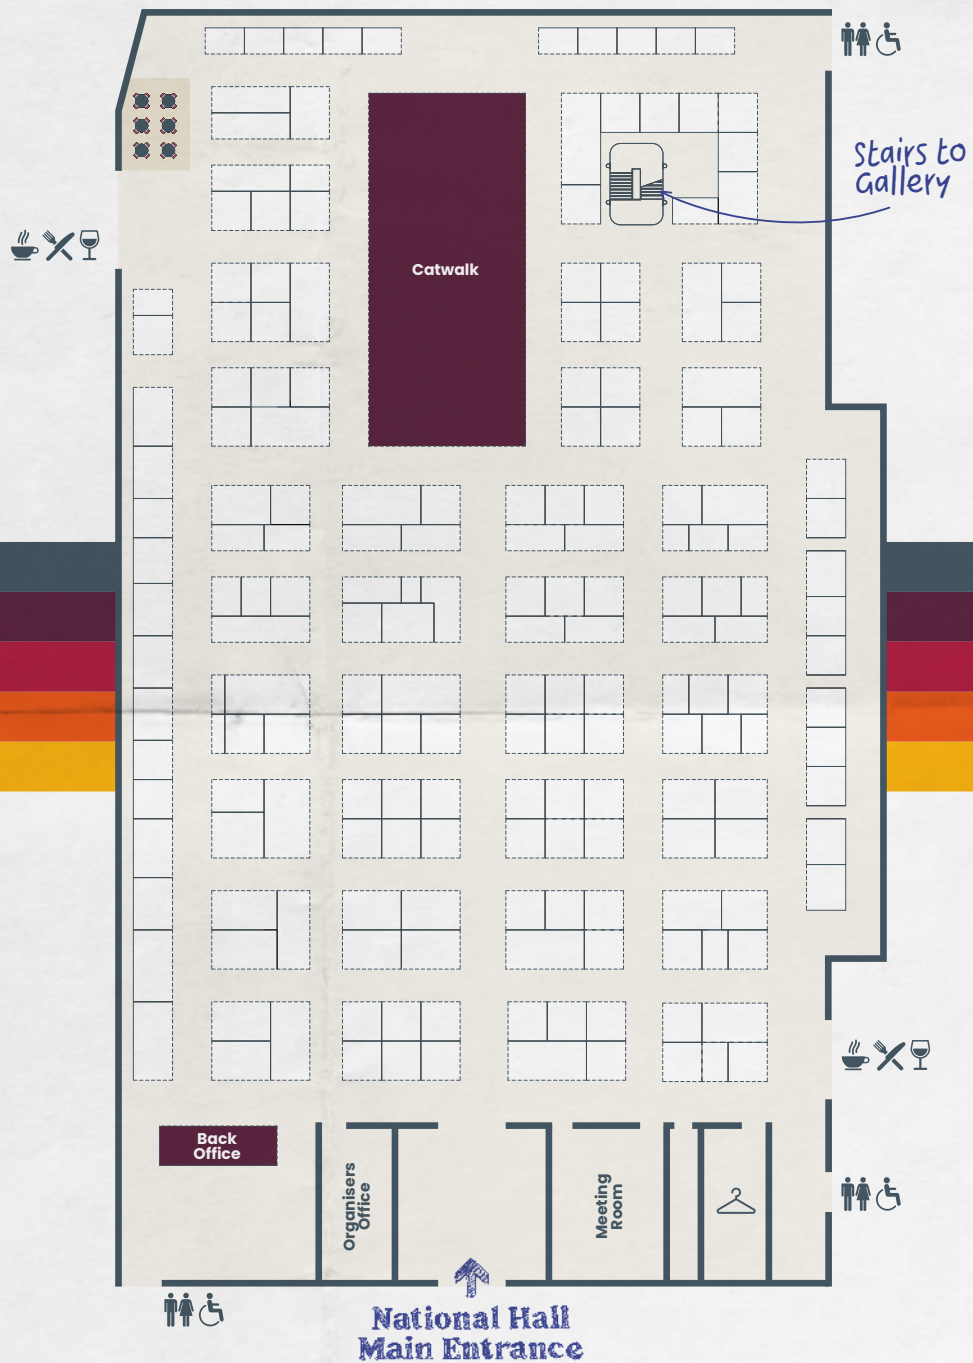 Stairs to
Gallery
Catwalk
Back
Office
Organisers
Office
Meeting
Room
National Hall
Main Entrance